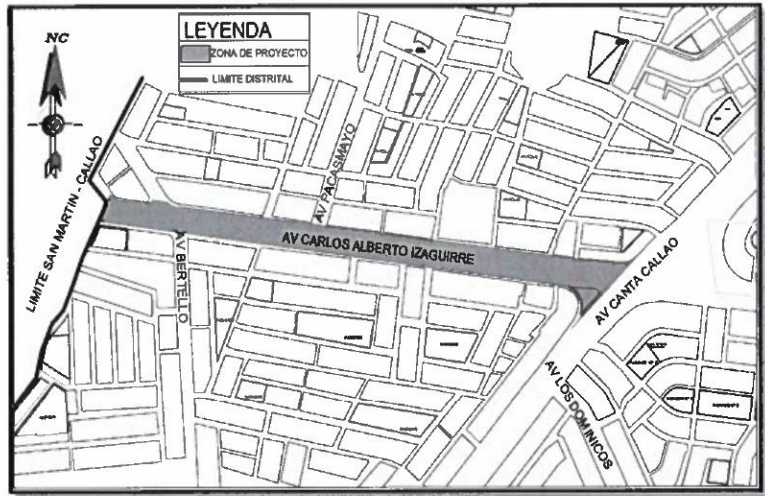 LEYENDA
ZONA DE PROYECTO
LIMITE DISTRITAL
NC
LIMITE SAN MARTIN - CALLAO
AV PACASMAYO
AV BERTELLO
AV CARLOS ALBERTO IZAGUIRRE
AV CANTA CALLAO
AV LOS DOMINICOS